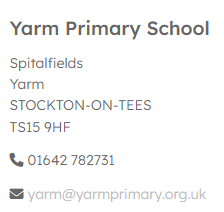 Yarm Primary School
Spitalfields
Yarm
STOCKTON-ON-TEES
TS15 9HF
01642 782731
yarm@yarmprimary.org.uk